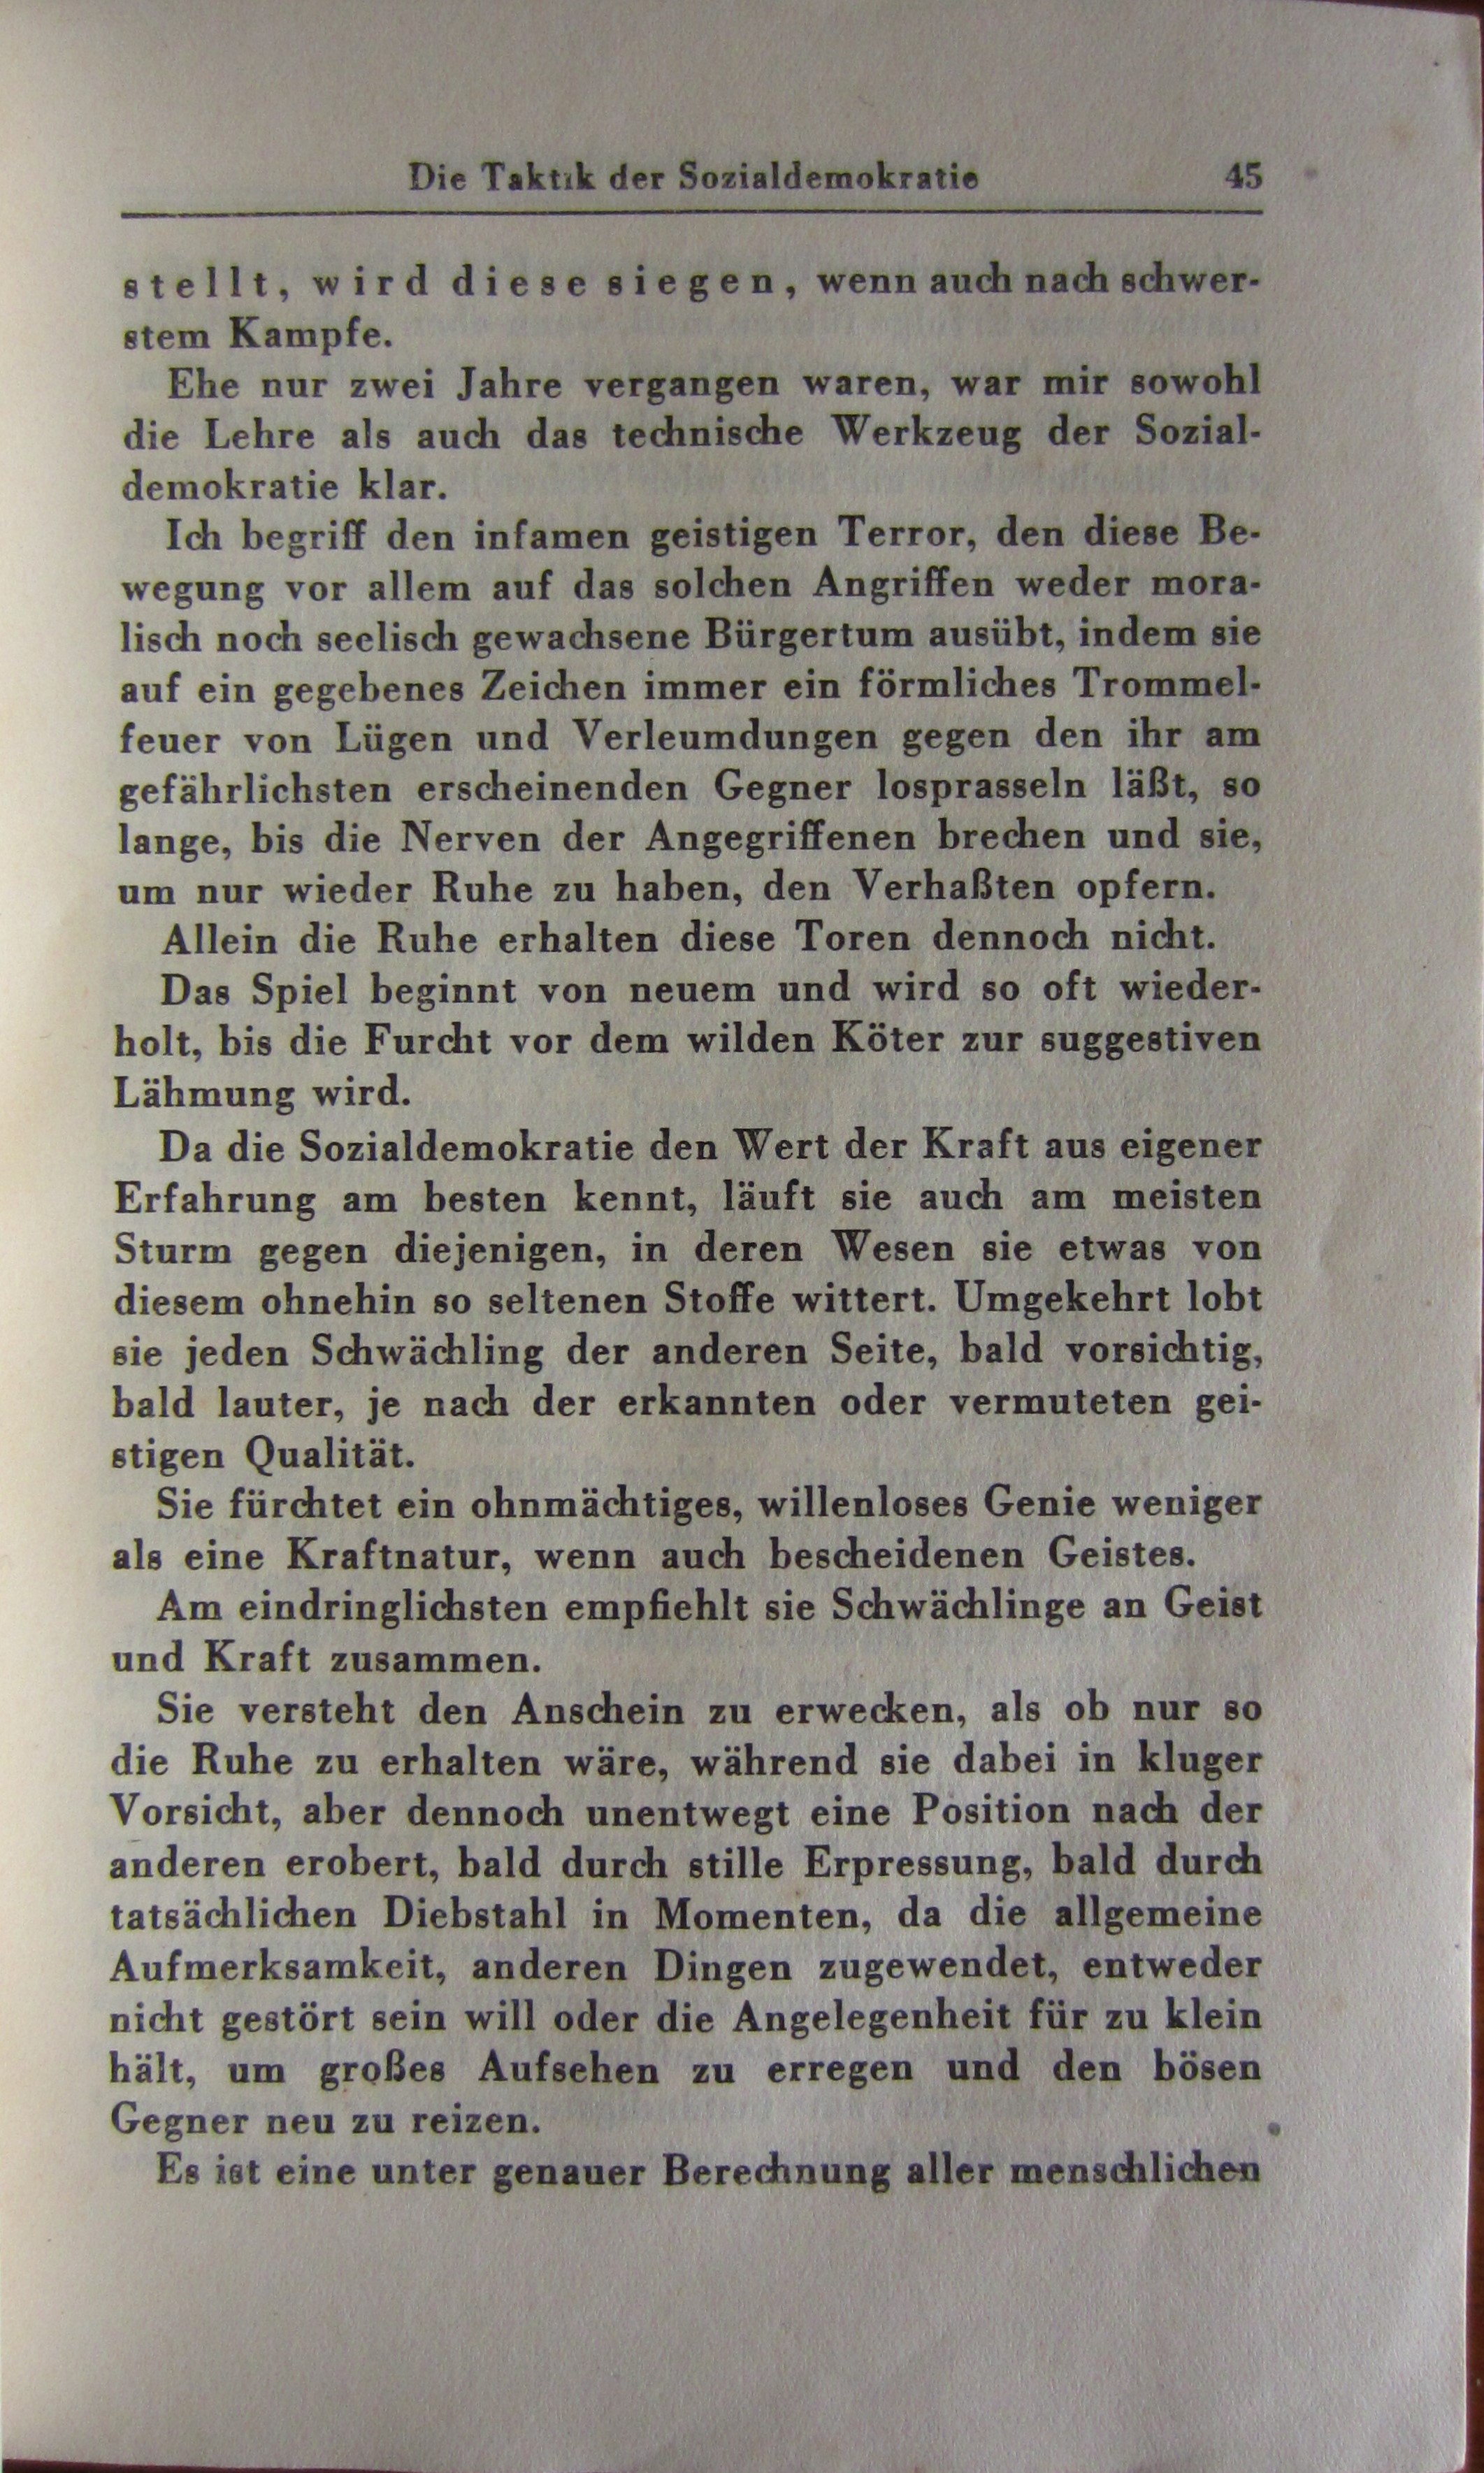 Die Taktik der Sozialdemokratie 45
stellt, wird diese siegen, wenn auch nach schwer-
stem Kampfe.
Ehe nur zwei Jahre vergangen waren, war mir sowohl
die Lehre als auch das technische Werkzeug der Sozial-
demokratie klar.
Ich begriff den infamen geistigen Terror, den diese Be-
wegung vor allem auf das solchen Angriffen weder mora-
lisch noch seelisch gewachsene Bürgertum ausübt, indem sie
auf ein gegebenes Zeichen immer ein förmliches Trommel-
feuer von Lügen und Verleumdungen gegen den ihr am
gefährlichsten erscheinenden Gegner losprasseln läßt, so
lange, bis die Nerven der Angegriffenen brechen und sie,
um nur wieder Ruhe zu haben, den Verhaßten opfern.
Allein die Ruhe erhalten diese Toren dennoch nicht.
Das Spiel beginnt von neuem und wird so oft wieder-
holt, bis die Furcht vor dem wilden Köter zur suggestiven
Lähmung wird.
Da die Sozialdemokratie den Wert der Kraft aus eigener
Erfahrung am besten kennt, läuft sie auch am meisten
Sturm gegen diejenigen, in deren Wesen sie etwas von
diesem ohnehin so seltenen Stoffe wittert. Umgekehrt lobt
sie jeden Schwächling der anderen Seite, bald vorsichtig,
bald lauter, je nach der erkannten oder vermuteten gei-
stigen Qualität.
Sie fürchtet ein ohnmächtiges, willenloses Genie weniger
als eine Kraftnatur, wenn auch bescheidenen Geistes.
Am eindringlichsten empfiehlt sie Schwächlinge an Geist
und Kraft zusammen.
Sie versteht den Anschein zu erwecken, als ob nur so
die Ruhe zu erhalten wäre, während sie dabei in kluger
Vorsicht, aber dennoch unentwegt eine Position nach der
anderen erobert, bald durch stille Erpressung, bald durch
tatsächlichen Diebstahl in Momenten, da die allgemeine
Aufmerksamkeit, anderen Dingen zugewendet, entweder
nicht gestört sein will oder die Angelegenheit für zu klein
hält, um großes Aufsehen zu erregen und den bösen
Gegner neu zu reizen.
Es ist eine unter genauer Berechnung aller menschlichen